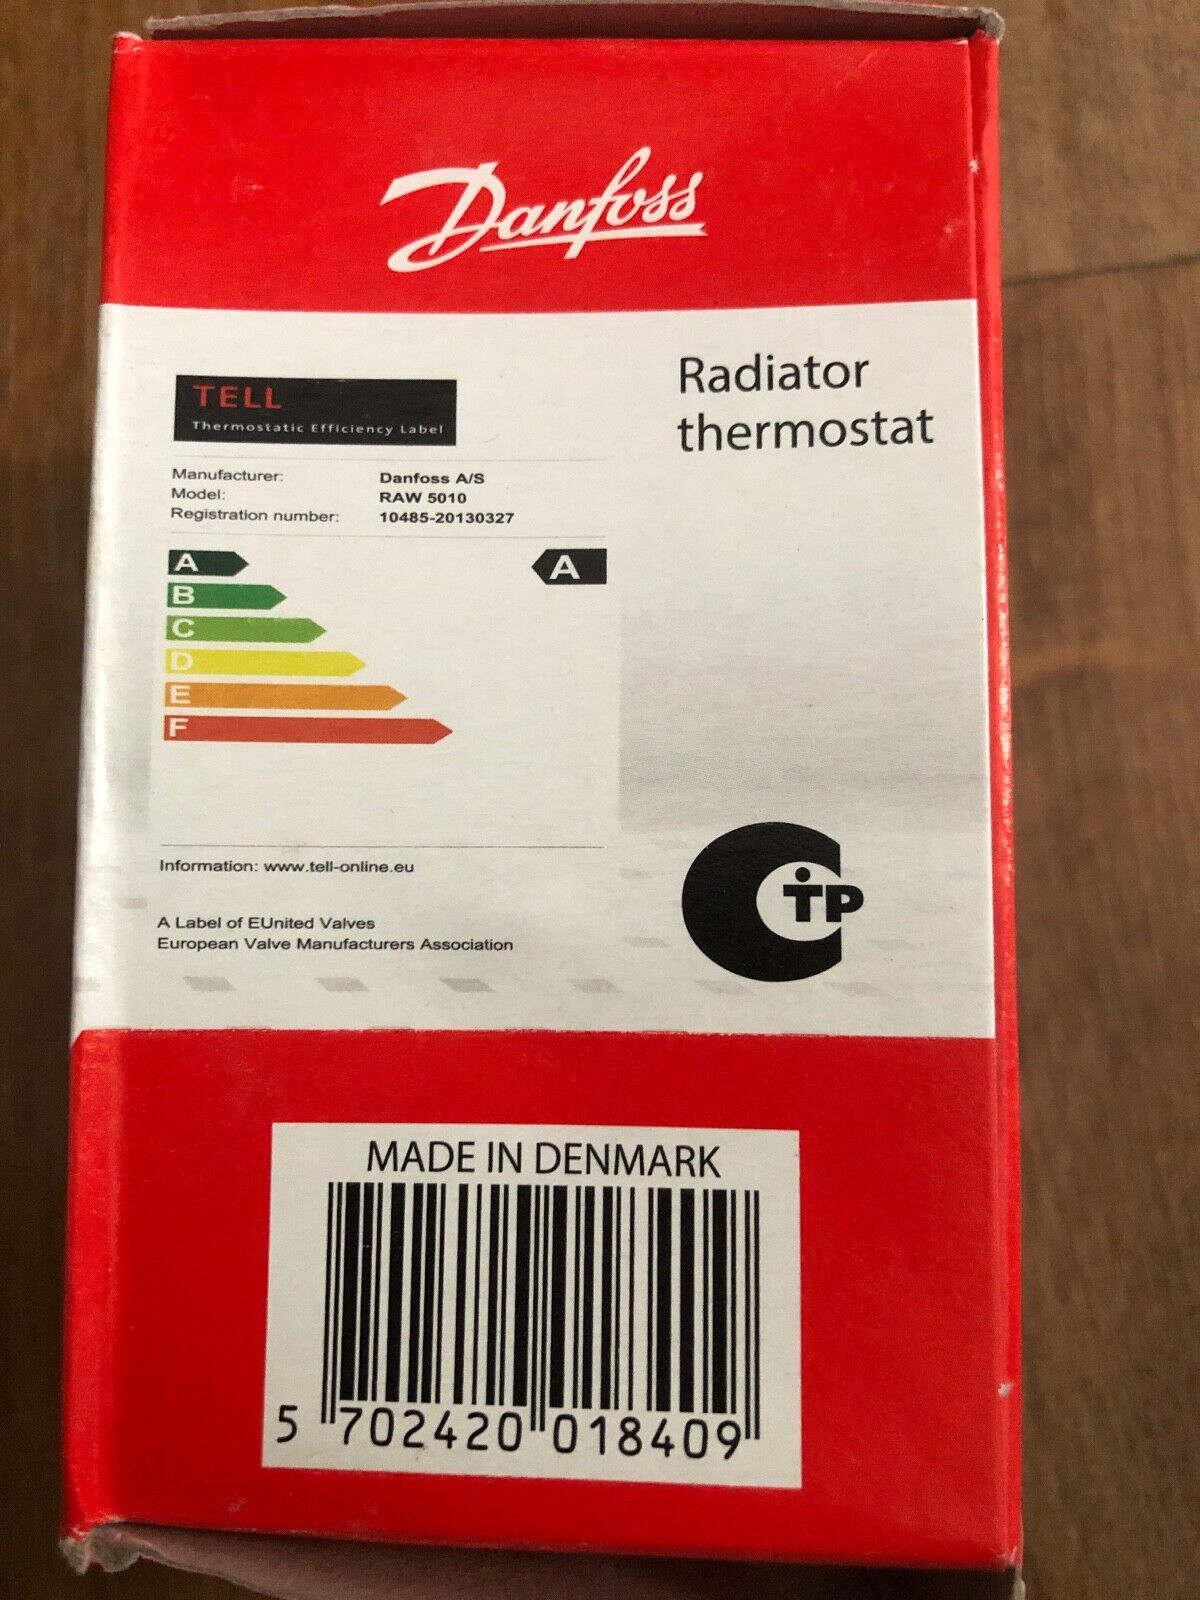 Danfoss
Radiator
thermostat
TELL
Thermostatic Efficiency Label
Manufacturer: Danfoss A/S
Model: RAW 5010
Registration number: 10485-20130327
A A
B
C
D
E
F
Information: www.tell-online.eu
A Label of EUnited Valves
European Valve Manufacturers Association
CTP
MADE IN DENMARK
5 702420 018409